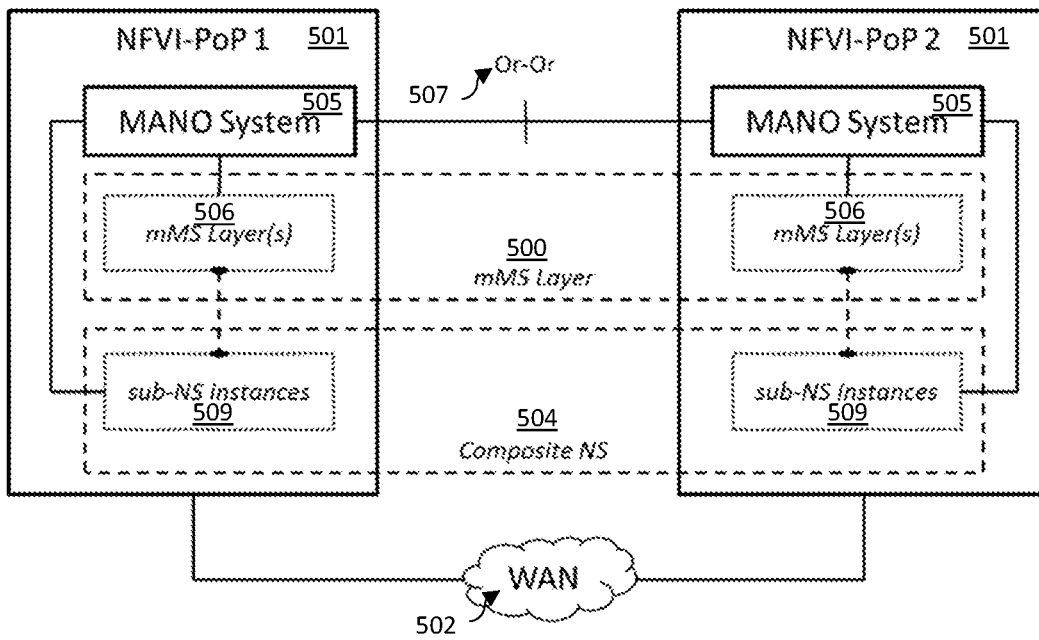 NFVI-PoP 1 501
NFVI-PoP 2 501
Or-Or
507
505
MANO System
505
MANO System
506
mMS Layer(s)
506
mMS Layer(s)
500
mMS Layer
sub-NS instances
509
sub-NS instances
509
504
Composite NS
WAN
502